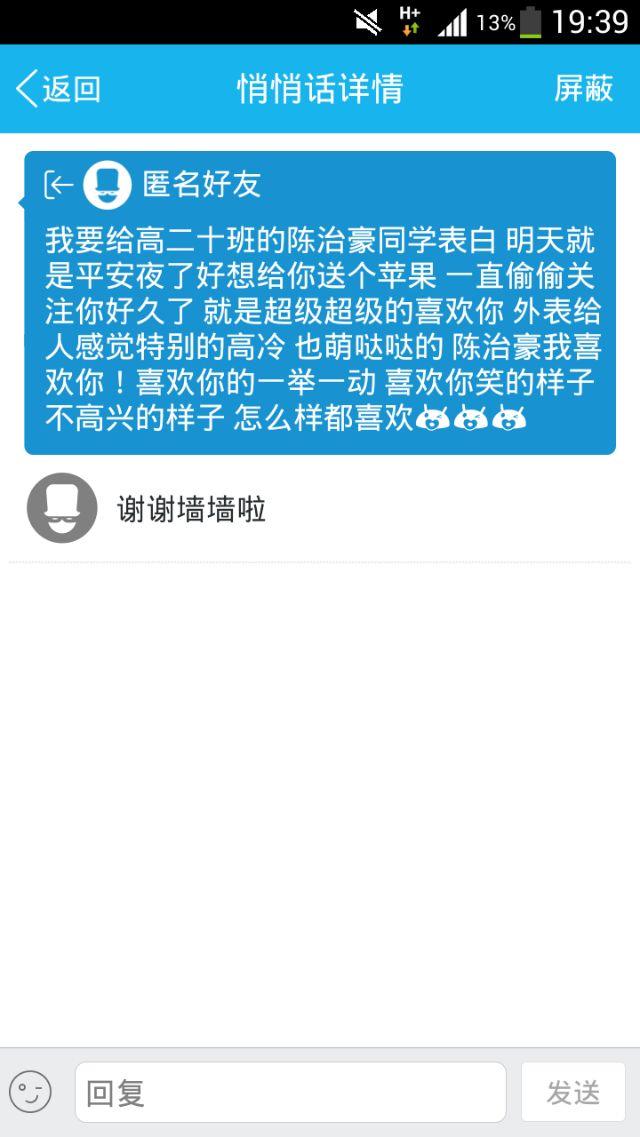 H+ 13% 19:39
返回 悄悄话详情 屏蔽
匿名好友
我要给高二十班的陈治豪同学表白 明天就
是平安夜了好想给你送个苹果 一直偷偷关
注你好久了 就是超级超级的喜欢你 外表给
人感觉特别的高冷 也萌哒哒的 陈治豪我喜
欢你！喜欢你的一举一动 喜欢你笑的样子
不高兴的样子 怎么样都喜欢
谢谢墙墙啦
回复 发送